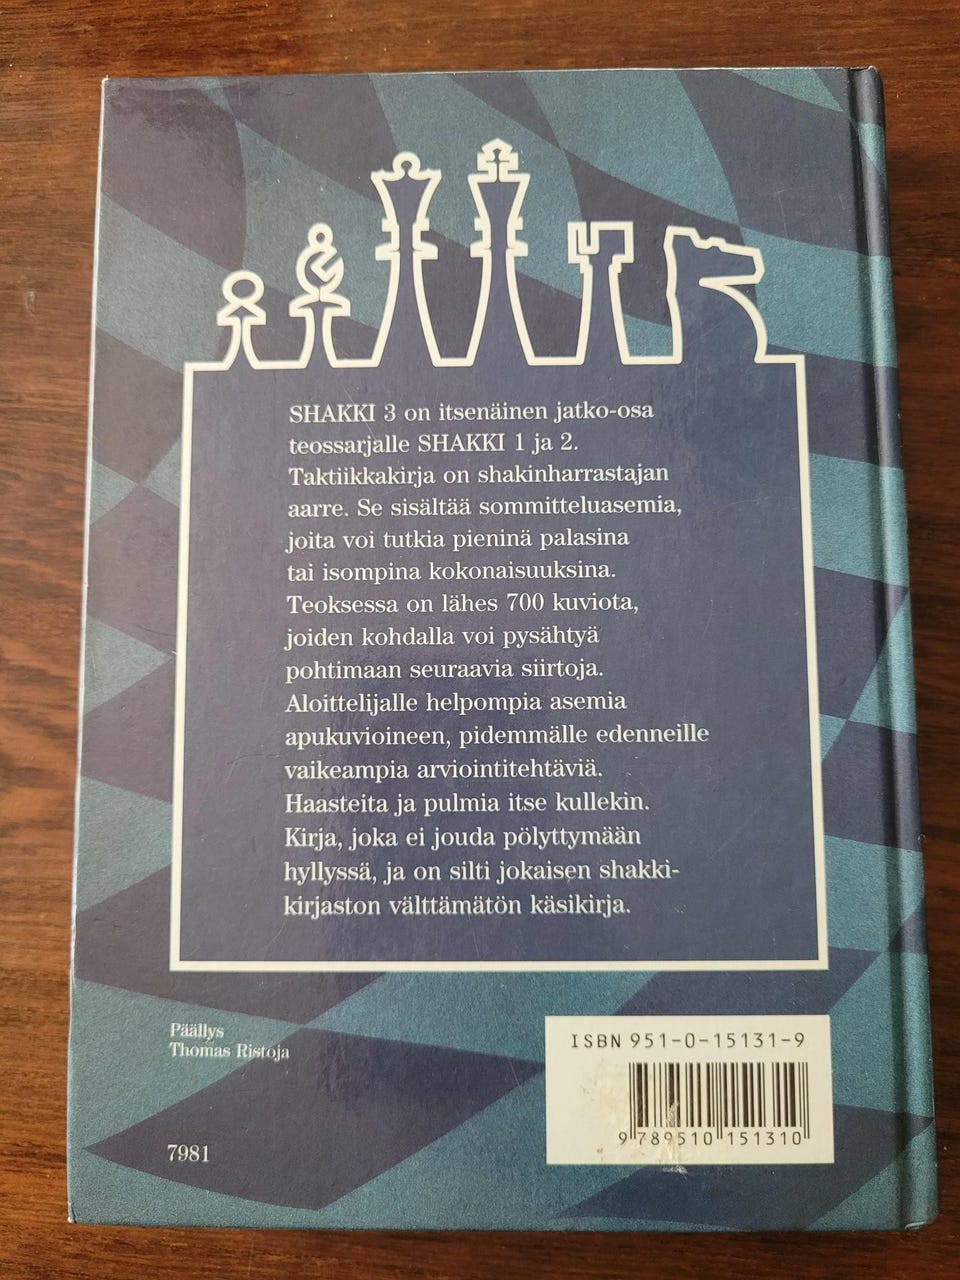 SHAKKI 3 on itsenäinen jatko-osa
teossarjalle SHAKKI 1 ja 2.
Taktiikkakirja on shakinharrastajan
aarre. Se sisältää sommitteluasemia,
joita voi tutkia pieninä palasina
tai isompina kokonaisuuksina.
Teoksessa on lähes 700 kuviota,
joiden kohdalla voi pysähtyä
pohtimaan seuraavia siirtoja.
Aloittelijalle helpompia asemia
apukuvioineen, pidemmälle edenneille
vaikeampia arviointitehtäviä.
Haasteita ja pulmia itse kullekin.
Kirja, joka ei jouda pölyttymään
hyllyssä, ja on silti jokaisen shakki-
kirjaston välttämätön käsikirja.
Päällys
Thomas Ristoja
7981
ISBN 951-0-15131-9
9 789510 151310